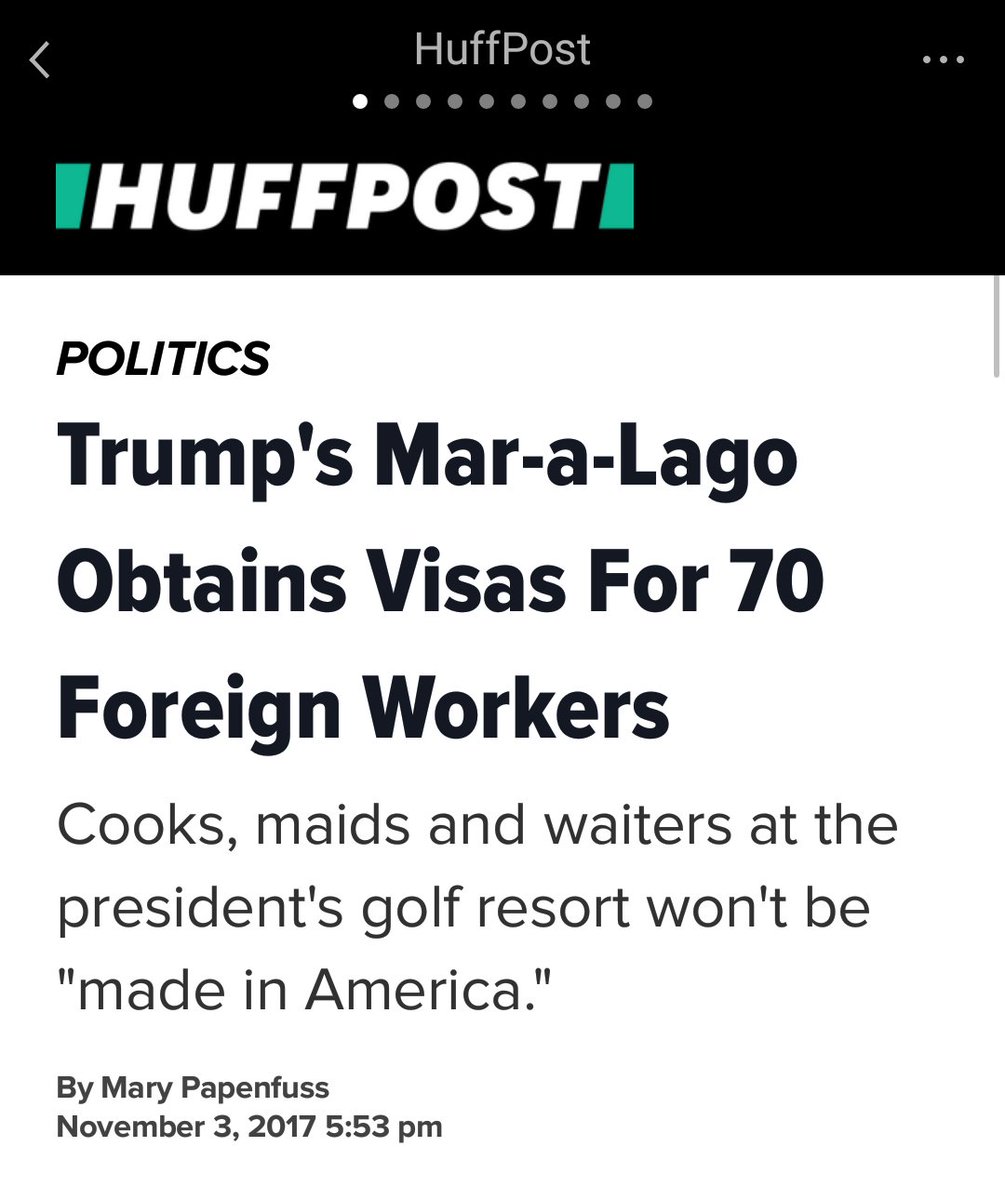 HuffPost
HUFFPOST
POLITICS
Trump's Mar-a-Lago
Obtains Visas For 70
Foreign Workers
Cooks, maids and waiters at the
president's golf resort won't be
"made in America."
By Mary Papenfuss
November 3, 2017 5:53 pm